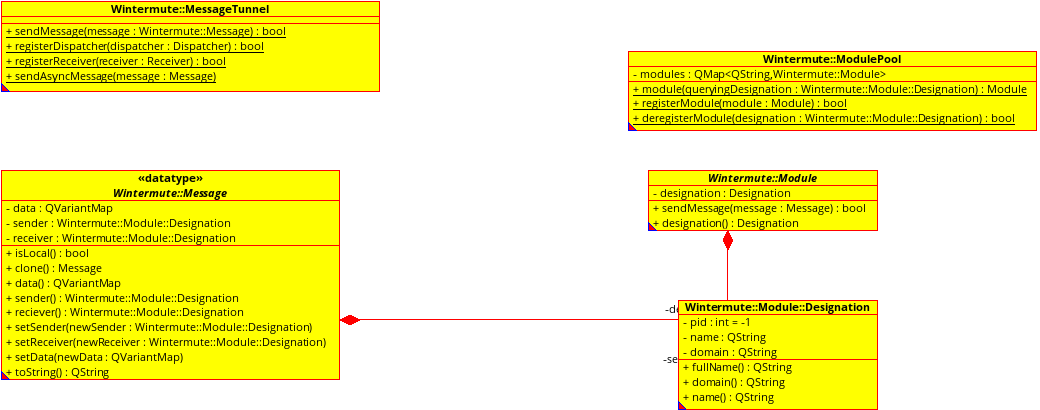 Wintermute::MessageTunnel
+ sendMessage(message : Wintermute::Message) : bool
+ registerDispatcher(dispatcher : Dispatcher) : bool
+ registerReceiver(receiver : Receiver) : bool
+ sendAsyncMessage(message : Message)
Wintermute::ModulePool
- modules : QMap<QString,Wintermute::Module>
+ module(queryingDesignation : Wintermute::Module::Designation) : Module
+ registerModule(module : Module) : bool
+ deregisterModule(designation : Wintermute::Module::Designation) : bool
«datatype»
Wintermute::Message
- data : QVariantMap
- sender : Wintermute::Module::Designation
- receiver : Wintermute::Module::Designation
+ isLocal() : bool
+ clone() : Message
+ data() : QVariantMap
+ sender() : Wintermute::Module::Designation
+ reciever() : Wintermute::Module::Designation
+ setSender(newSender : Wintermute::Module::Designation)
+ setReceiver(newReceiver : Wintermute::Module::Designation)
+ setData(newData : QVariantMap)
+ toString() : QString
Wintermute::Module
- designation : Designation
+ sendMessage(message : Message) : bool
+ designation() : Designation
Wintermute::Module::Designation
- pid : int = -1
- name : QString
- domain : QString
+ fullName() : QString
+ domain() : QString
+ name() : QString